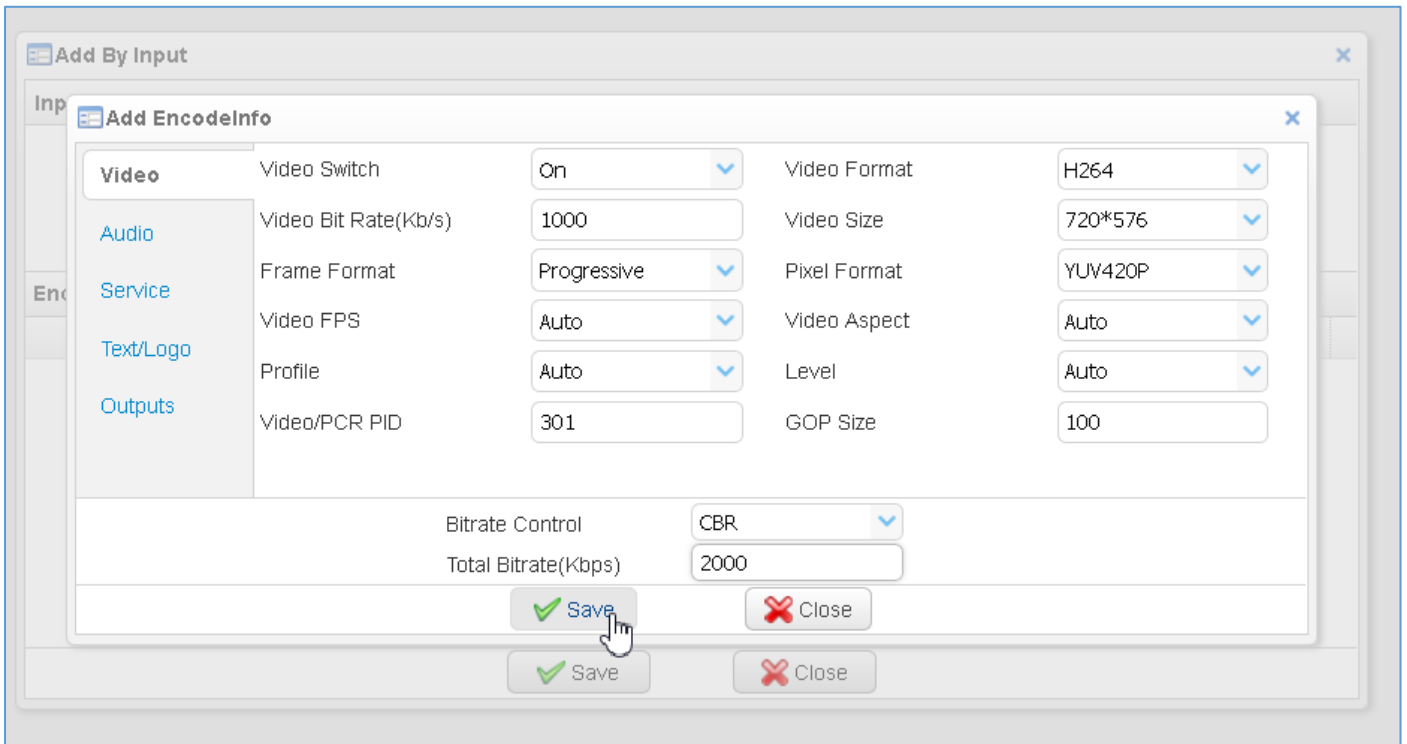 Add By Input
Inp
Add EncodeInfo
Video
Video Switch On Video Format H264
Video Bit Rate(Kb/s) 1000 Video Size 720*576
Audio
Frame Format Progressive Pixel Format YUV420P
Service
Enc
Video FPS Auto Video Aspect Auto
Text/Logo
Profile Auto Level Auto
Outputs
Video/PCR PID 301 GOP Size 100
Bitrate Control CBR
Total Bitrate(Kbps) 2000
Save Close
Save Close